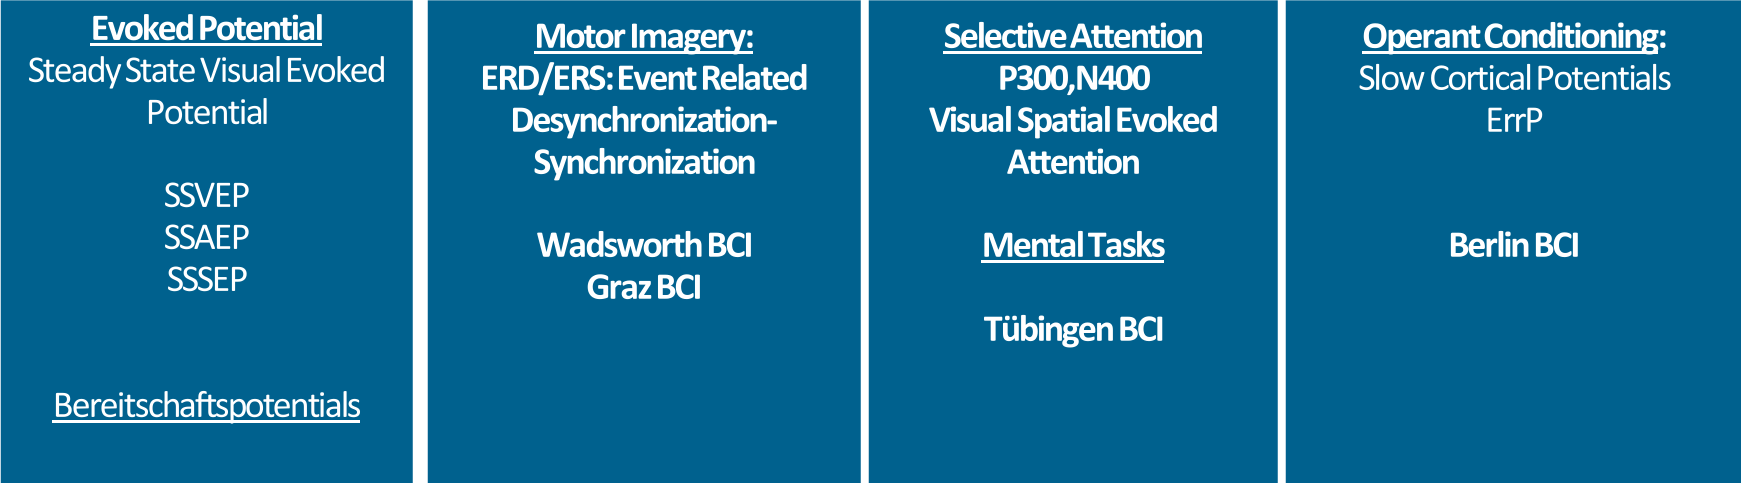 Evoked Potential
Steady State Visual Evoked
Potential
SSVEP
SSAEP
SSSEP
Bereitschaftspotentials
Motor Imagery:
ERD/ERS: Event Related
Desynchronization-
Synchronization
Wadsworth BCI
Graz BCI
Selective Attention
P300,N400
Visual Spatial Evoked
Attention
Mental Tasks
Tübingen BCI
Operant Conditioning:
Slow Cortical Potentials
ErrP
Berlin BCI